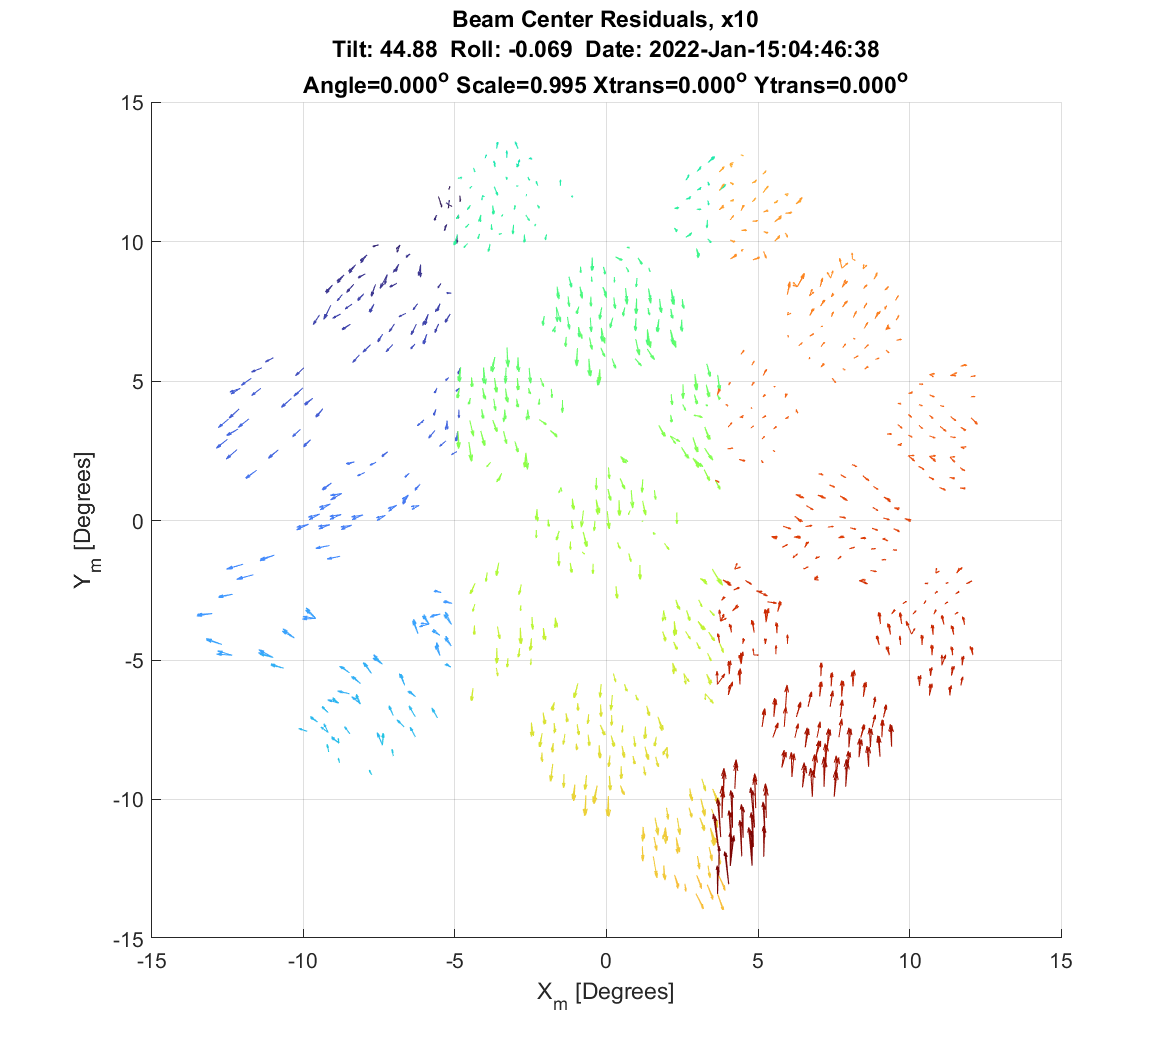 Beam Center Residuals, x10
Tilt: 44.88 Roll: -0.069 Date: 2022-Jan-15:04:46:38
Angle=0.000° Scale=0.995 Xtrans=0.000° Ytrans=0.000°
15
10
5
0
-5
-10
-15
Y_m [Degrees]
-15 -10 -5 0 5 10 15
X_m [Degrees]